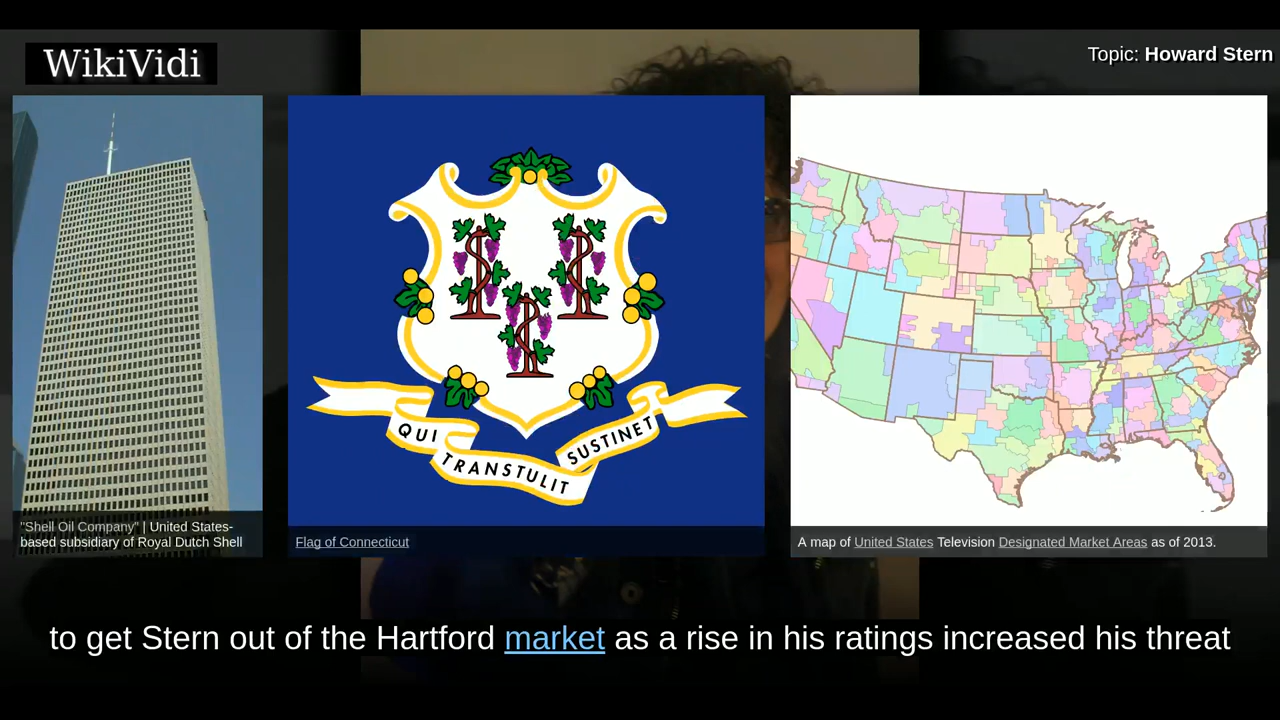 WikiVidi
Topic: Howard Stern
QUI
TRANSTULIT
SUSTINET
"Shell Oil Company" | United States-
based subsidiary of Royal Dutch Shell
Flag of Connecticut
A map of United States Television Designated Market Areas as of 2013.
to get Stern out of the Hartford market as a rise in his ratings increased his threat